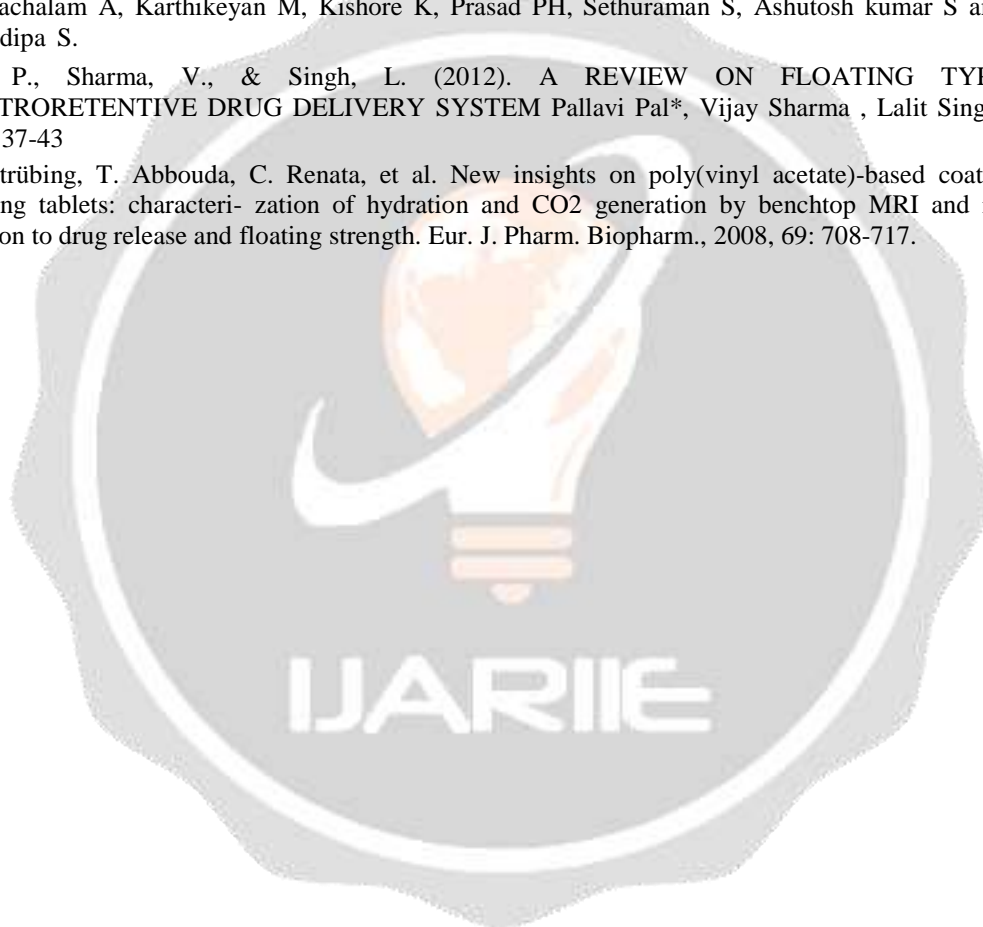 achalam A, Karthikeyan M, Kishore K, Prasad PH, Sethuraman S, Ashutosh kumar S
dipa S.
P., Sharma, V., & Singh, L. (2012). A REVIEW ON FLOATING
TRORETENTIVE DRUG DELIVERY SYSTEM Pallavi Pal*, Vijay Sharma , Lalit
37-43
trübing, T. Abbouda, C. Renata, et al. New insights on poly(vinyl acetate)-based
ng tablets: characteri- zation of hydration and CO2 generation by benchtop MRI and
on to drug release and floating strength. Eur. J. Pharm. Biopharm., 2008, 69: 708-717.
IJARIIE